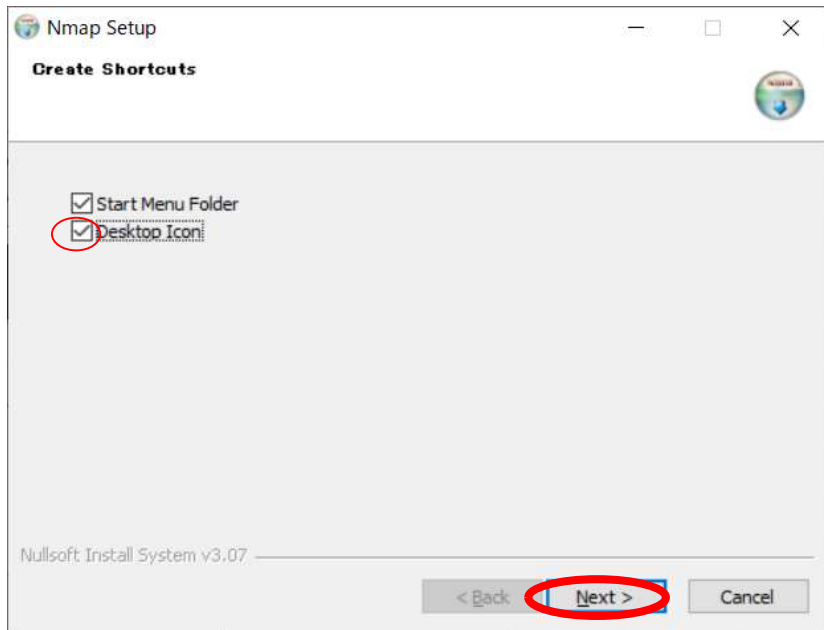 Nmap Setup
Create Shortcuts
Start Menu Folder
Desktop Icon
Nullsoft Install System v3.07
< Back
Next >
Cancel